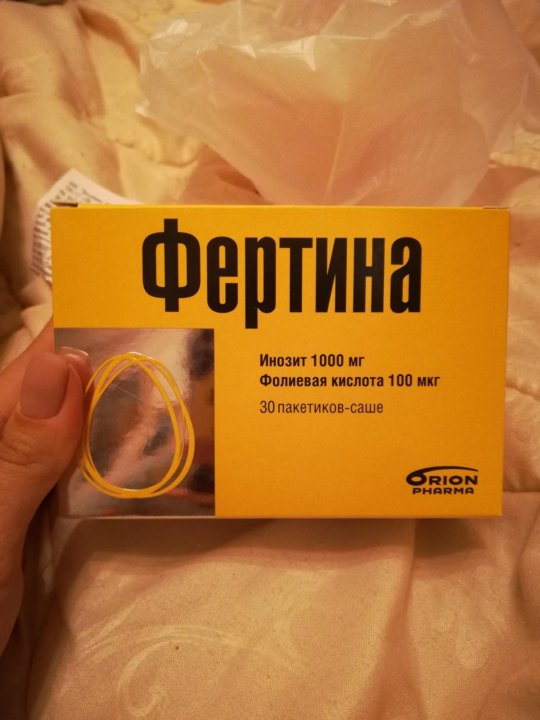 Фертина
Инозит 1000 мг
Фолиевая кислота 100 мкг
30 пакетиков-саше
ORION
PHARMA